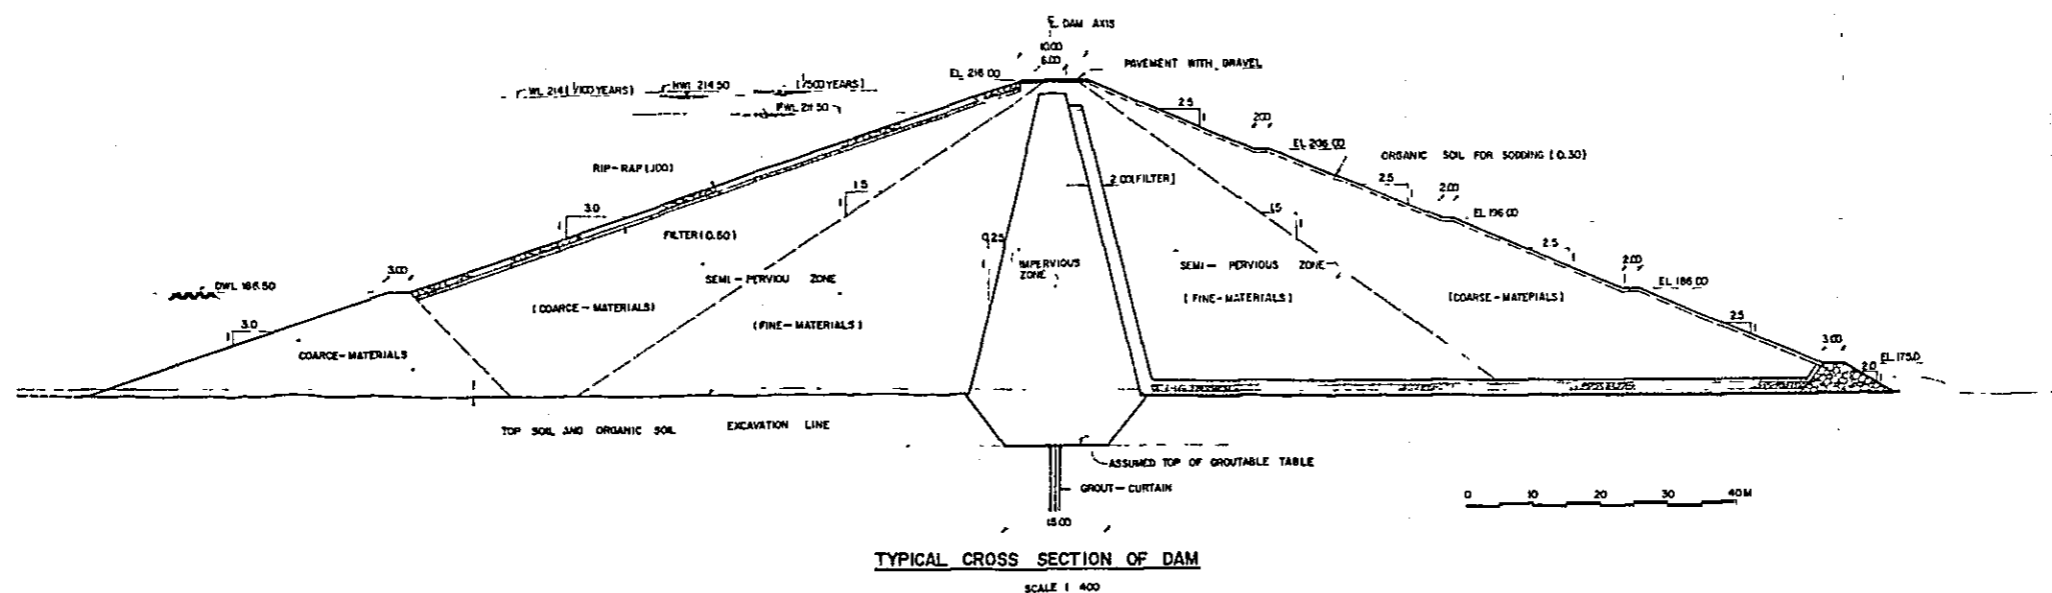 ℄ DAM AXIS
10.00
6.00
PAVEMENT WITH GRAVEL
EL 216.00
WL 214 (1/100 YEARS)
HWL 214.50
(1/500 YEARS)
FWL 211.50
2.5
1
2.00
EL 206.00
ORGANIC SOIL FOR SODDING (0.30)
RIP-RAP (1.00)
1.5
1
2.00 (FILTER)
2.5
1
2.00
EL 196.00
3.0
1
FILTER (0.50)
1.5
1
0.25
1
IMPERVIOUS
ZONE
2.5
1
2.00
EL 186.00
SEMI-PERVIOU ZONE
SEMI-PERVIOUS ZONE
3.00
DWL 186.50
(COARCE-MATERIALS)
(FINE-MATERIALS)
(FINE-MATERIALS)
(COARSE-MATERIALS)
3.0
1
COARCE-MATERIALS
2.5
1
3.00
EL 175.0
2.0
1
TOP SOIL AND ORGANIC SOIL
EXCAVATION LINE
ASSUMED TOP OF GROUTABLE TABLE
GROUT-CURTAIN
15.00
0 10 20 30 40M
TYPICAL CROSS SECTION OF DAM
SCALE 1 400